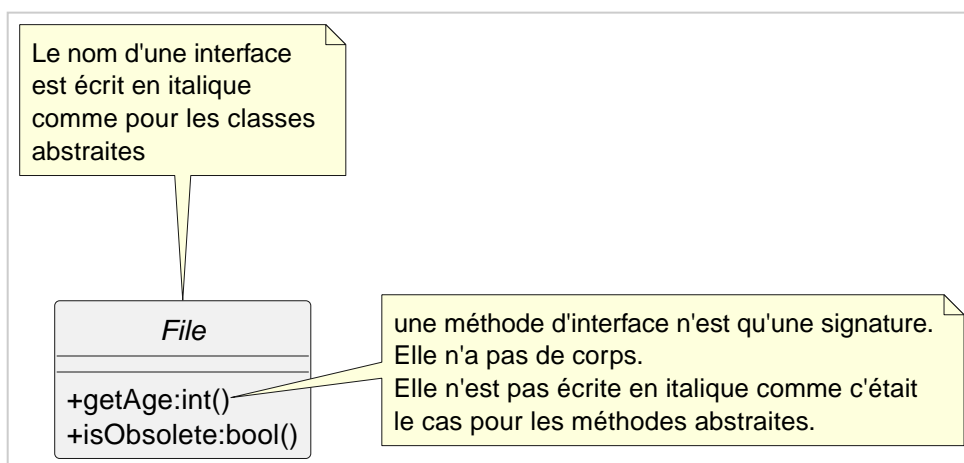 Le nom d'une interface
est écrit en italique
comme pour les classes
abstraites
File
+getAge:int()
+isObsolete:bool()
une méthode d'interface n'est qu'une signature.
Elle n'a pas de corps.
Elle n'est pas écrite en italique comme c'était
le cas pour les méthodes abstraites.